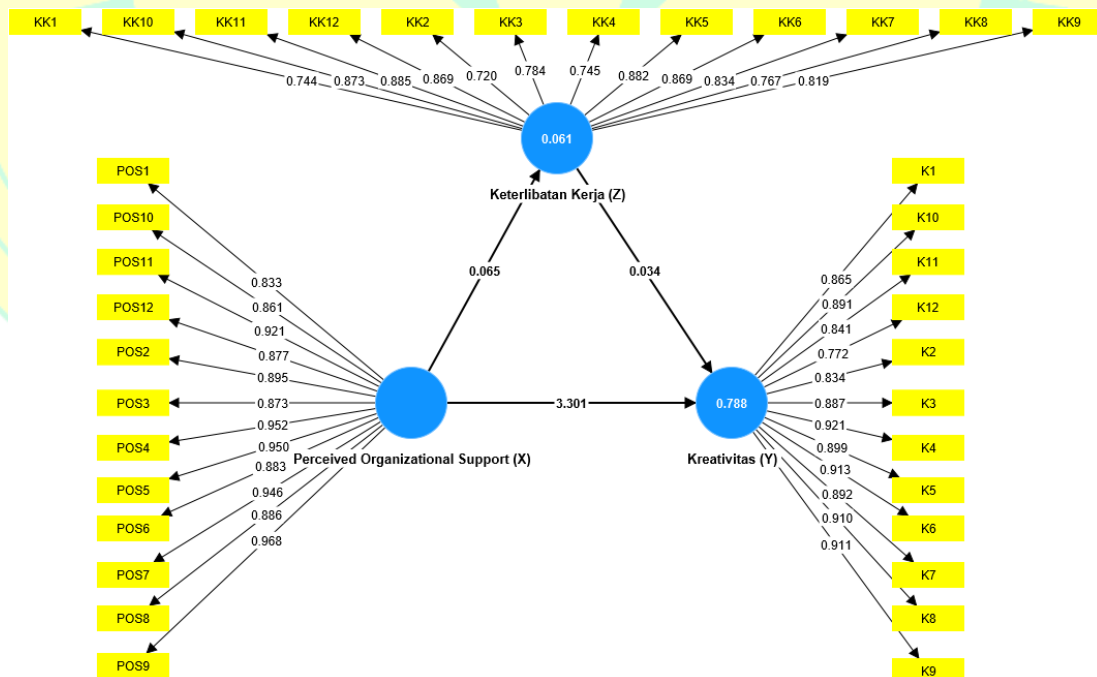 KK1 KK10 KK11 KK12 KK2 KK3 KK4 KK5 KK6 KK7 KK8 KK9
0.744 0.873 0.885 0.869 0.720 0.784 0.745 0.882 0.869 0.834 0.767 0.819
0.061
Keterlibatan Kerja (Z)
POS1
POS10
POS11
POS12
POS2
POS3
POS4
POS5
POS6
POS7
POS8
POS9
0.833
0.861
0.921
0.877
0.895
0.873
0.952
0.950
0.883
0.946
0.886
0.968
Perceived Organizational Support (X)
0.065
0.034
3.301
0.788
Kreativitas (Y)
0.865
0.891
0.841
0.772
0.834
0.887
0.921
0.899
0.913
0.892
0.910
0.911
K1
K10
K11
K12
K2
K3
K4
K5
K6
K7
K8
K9